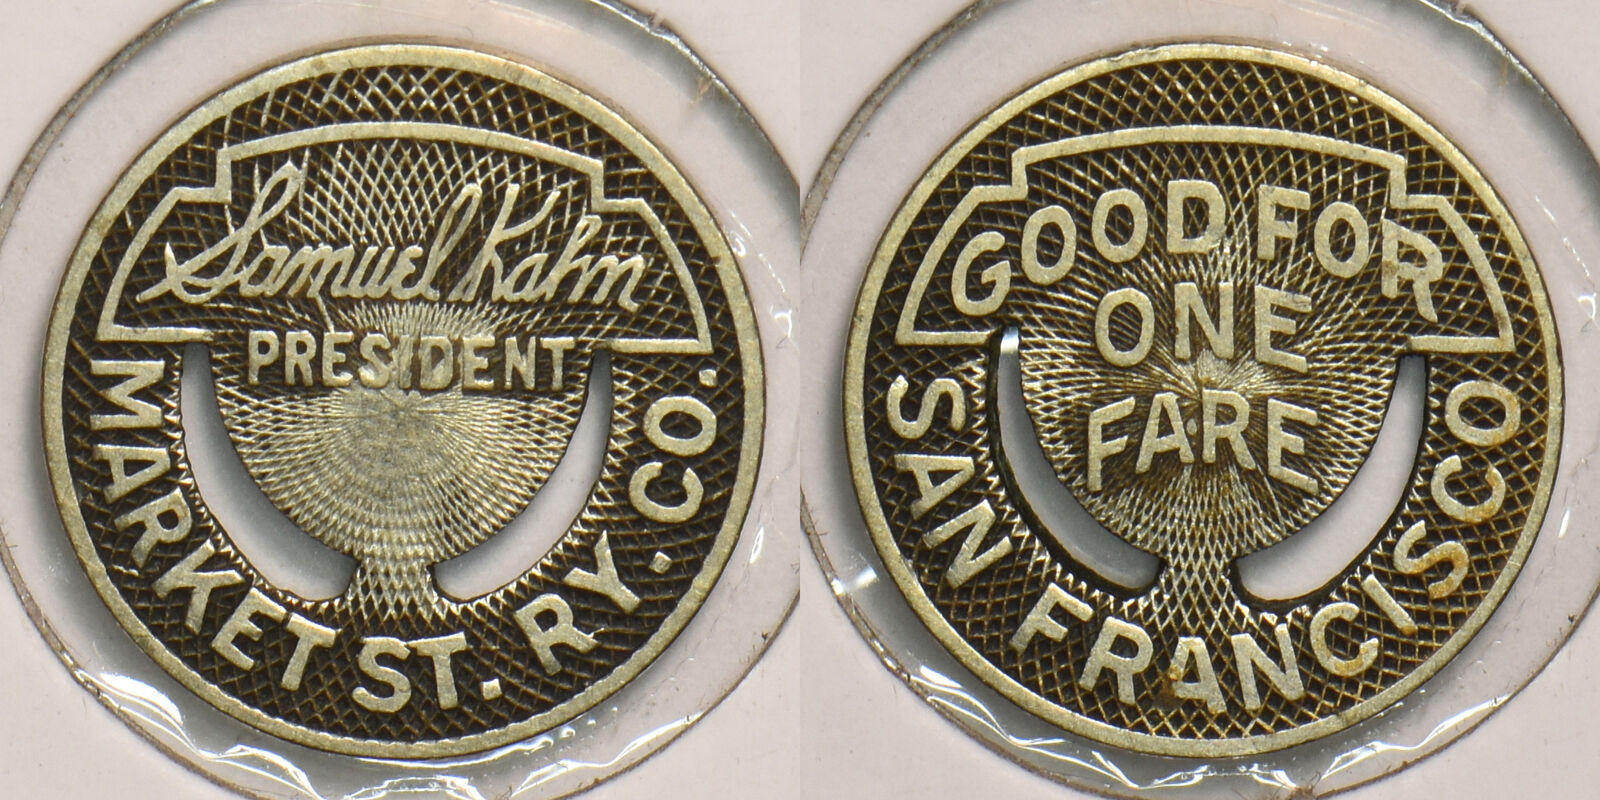 Samuel Kahn
PRESIDENT
MARKET ST. RY. CO.
GOOD FOR
ONE
FARE
SAN FRANCISCO